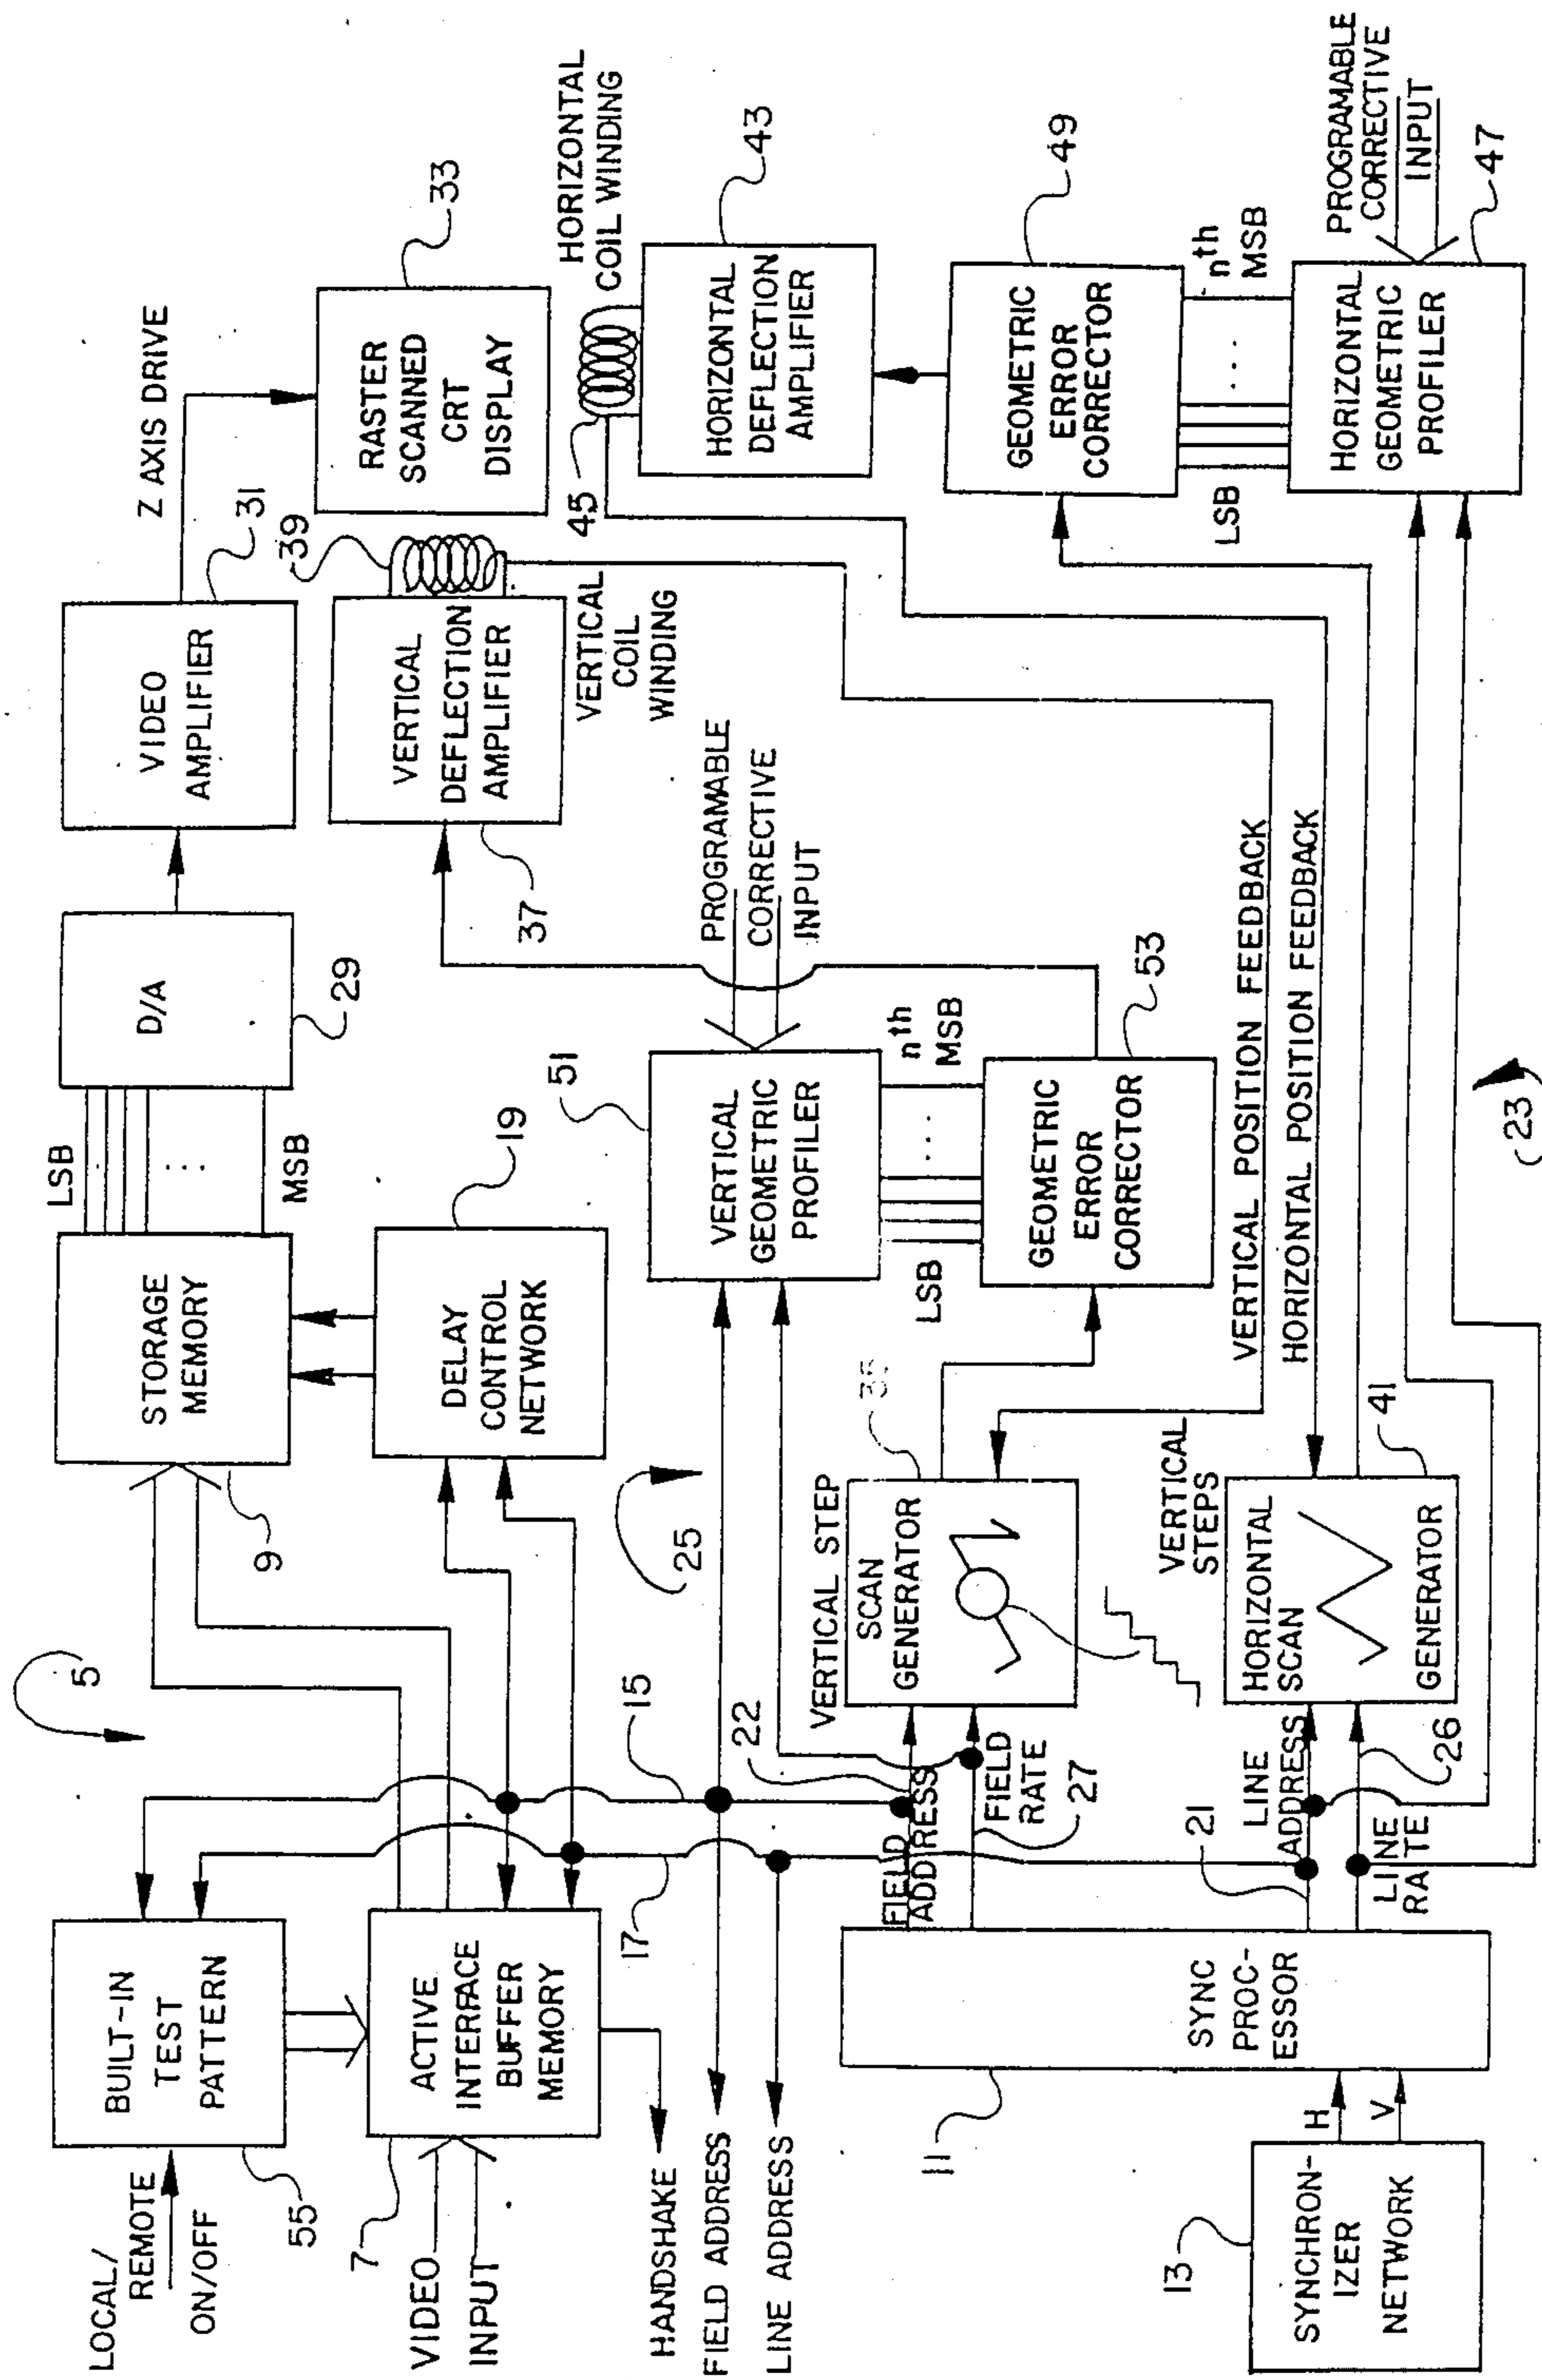 LOCAL/
REMOTE
ON/OFF
55
BUILT-IN
TEST
PATTERN
5
9
STORAGE
MEMORY
LSB
...
MSB
D/A
29
VIDEO
AMPLIFIER
31
Z AXIS DRIVE
RASTER
SCANNED
CRT
DISPLAY
33
VIDEO
INPUT
7
ACTIVE
INTERFACE
BUFFER
MEMORY
HANDSHAKE
17
15
DELAY
CONTROL
NETWORK
19
25
37
VERTICAL
DEFLECTION
AMPLIFIER
39
VERTICAL
COIL
WINDING
45
HORIZONTAL
COIL WINDING
HORIZONTAL
DEFLECTION
AMPLIFIER
43
FIELD ADDRESS
LINE ADDRESS
VERTICAL
GEOMETRIC
PROFILER
51
PROGRAMABLE
CORRECTIVE
INPUT
LSB
...
nth
MSB
GEOMETRIC
ERROR
CORRECTOR
53
11
SYNC
PROC-
ESSOR
FIELD
ADDRESS
22
FIELD
RATE
27
VERTICAL STEP
SCAN
GENERATOR
VERTICAL
STEPS
VERTICAL POSITION FEEDBACK
HORIZONTAL POSITION FEEDBACK
GEOMETRIC
ERROR
CORRECTOR
49
LSB
...
nth
MSB
13
SYNCHRON-
IZER
NETWORK
H
V
21
LINE
ADDRESS
LINE
RATE
26
HORIZONTAL
SCAN
GENERATOR
41
23
HORIZONTAL
GEOMETRIC
PROFILER
PROGRAMABLE
CORRECTIVE
INPUT
47